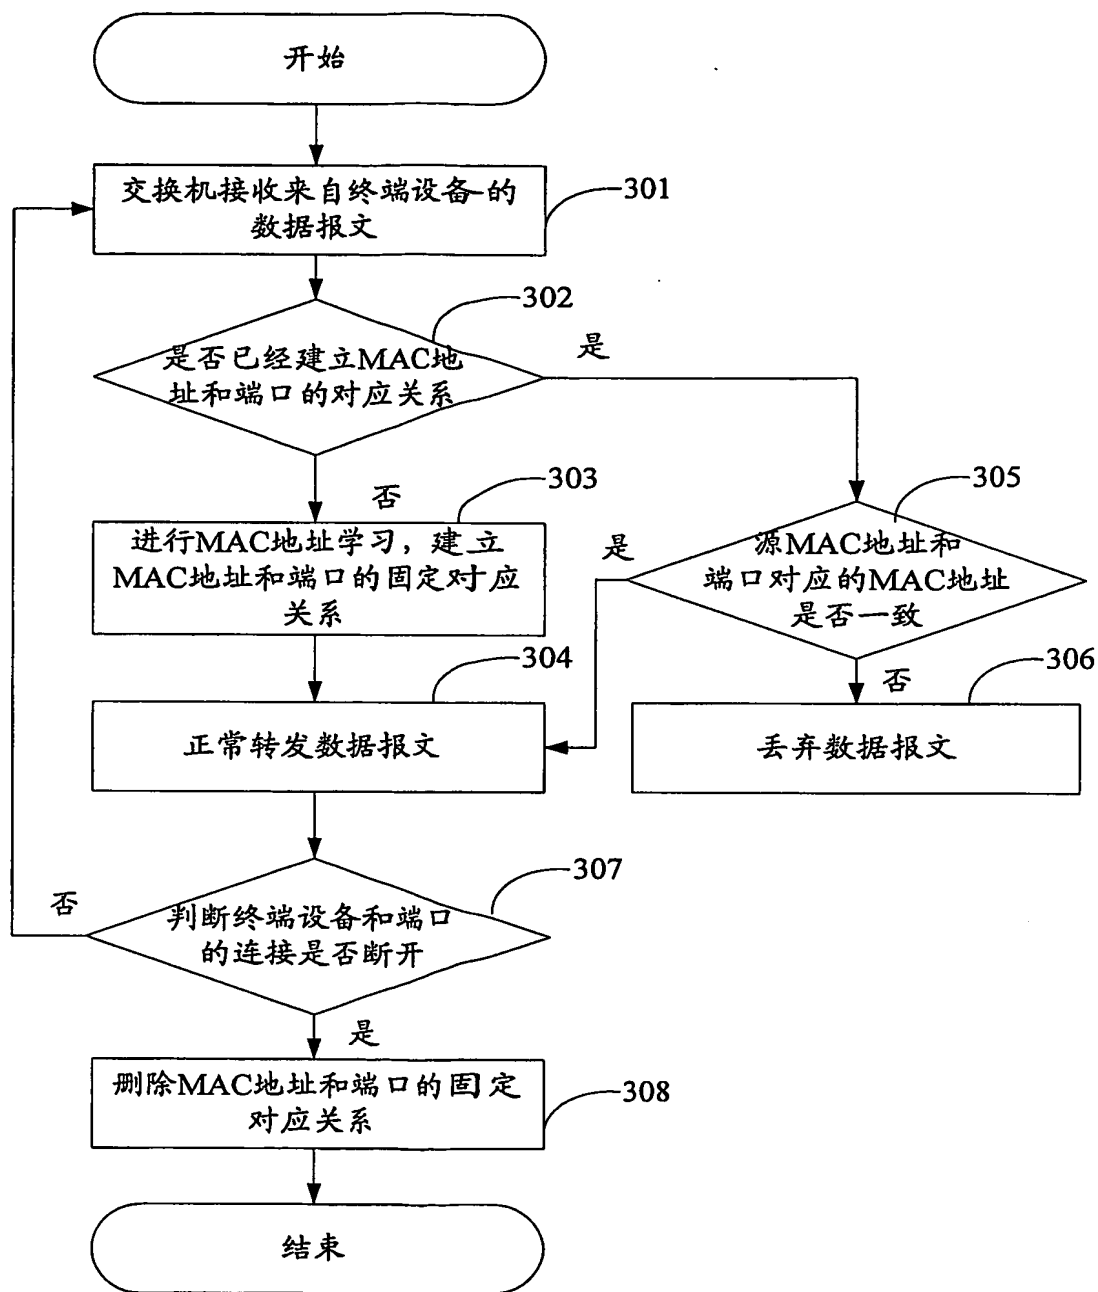 开始
交换机接收来自终端设备的
数据报文
301
302
是否已经建立MAC地
址和端口的对应关系
是
否
303
305
进行MAC地址学习，建立
MAC地址和端口的固定对应
关系
是
源MAC地址和
端口对应的MAC地址
是否一致
304
否
306
正常转发数据报文
丢弃数据报文
307
否
判断终端设备和端口
的连接是否断开
是
删除MAC地址和端口的固定
对应关系
308
结束